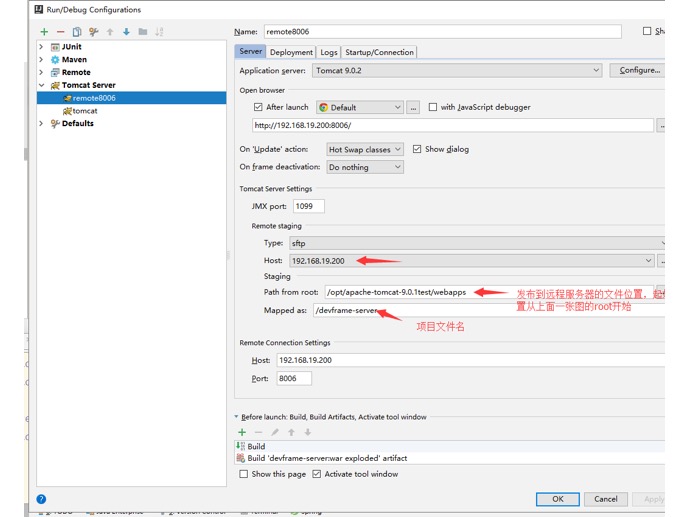 Run/Debug Configurations
Name: remote8006
JUnit
Maven
Remote
Tomcat Server
remote8006
tomcat
Defaults
Server Deployment Logs Startup/Connection
Application server: Tomcat 9.0.2 Configure...
Open browser
After launch Default ... with JavaScript debugger
http://192.168.19.200:8006/
On 'Update' action: Hot Swap classes Show dialog
On frame deactivation: Do nothing
Tomcat Server Settings
JMX port: 1099
Remote staging
Type: sftp
Host: 192.168.19.200
Staging
Path from root: /opt/apache-tomcat-9.0.1test/webapps
发布到远程服务器的文件位置，起
置从上面一张图的root开始
Mapped as: /devframe-server
项目文件名
Remote Connection Settings
Host: 192.168.19.200
Port: 8006
Before launch: Build, Build Artifacts, Activate tool window
Build
Build 'devframe-server:war exploded' artifact
Show this page Activate tool window
? OK Cancel Apply